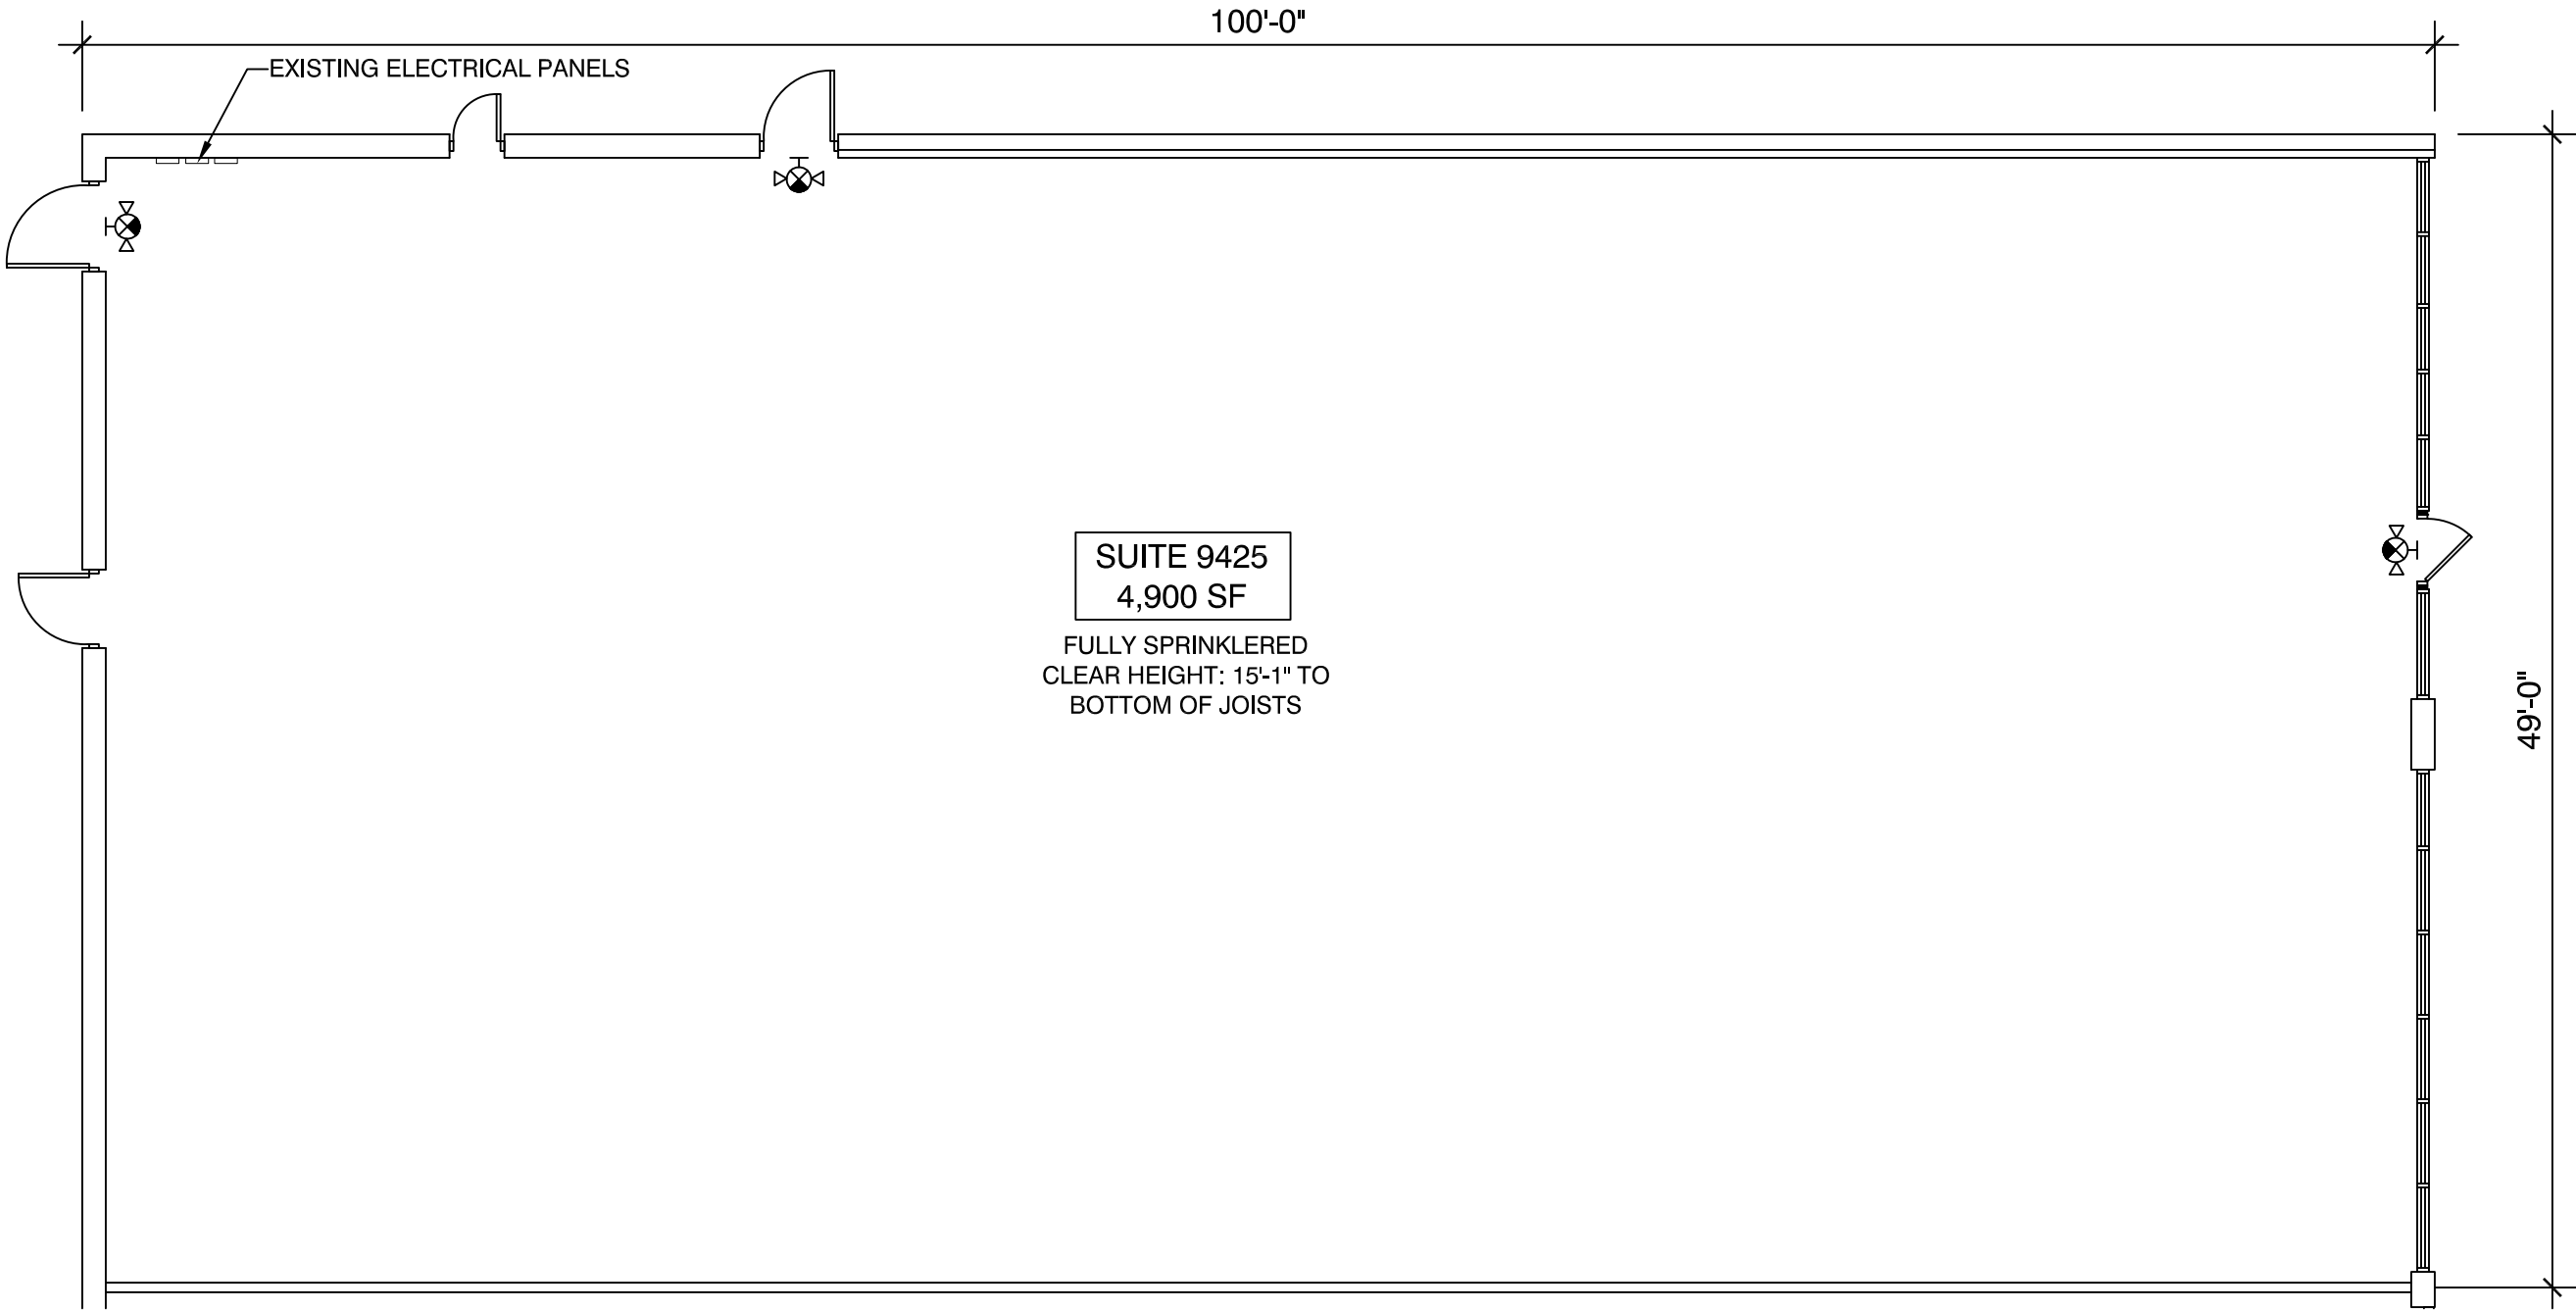 100'-0"
EXISTING ELECTRICAL PANELS
SUITE 9425
4,900 SF
FULLY SPRINKLERED
CLEAR HEIGHT: 15'-1" TO
BOTTOM OF JOISTS
49'-0"